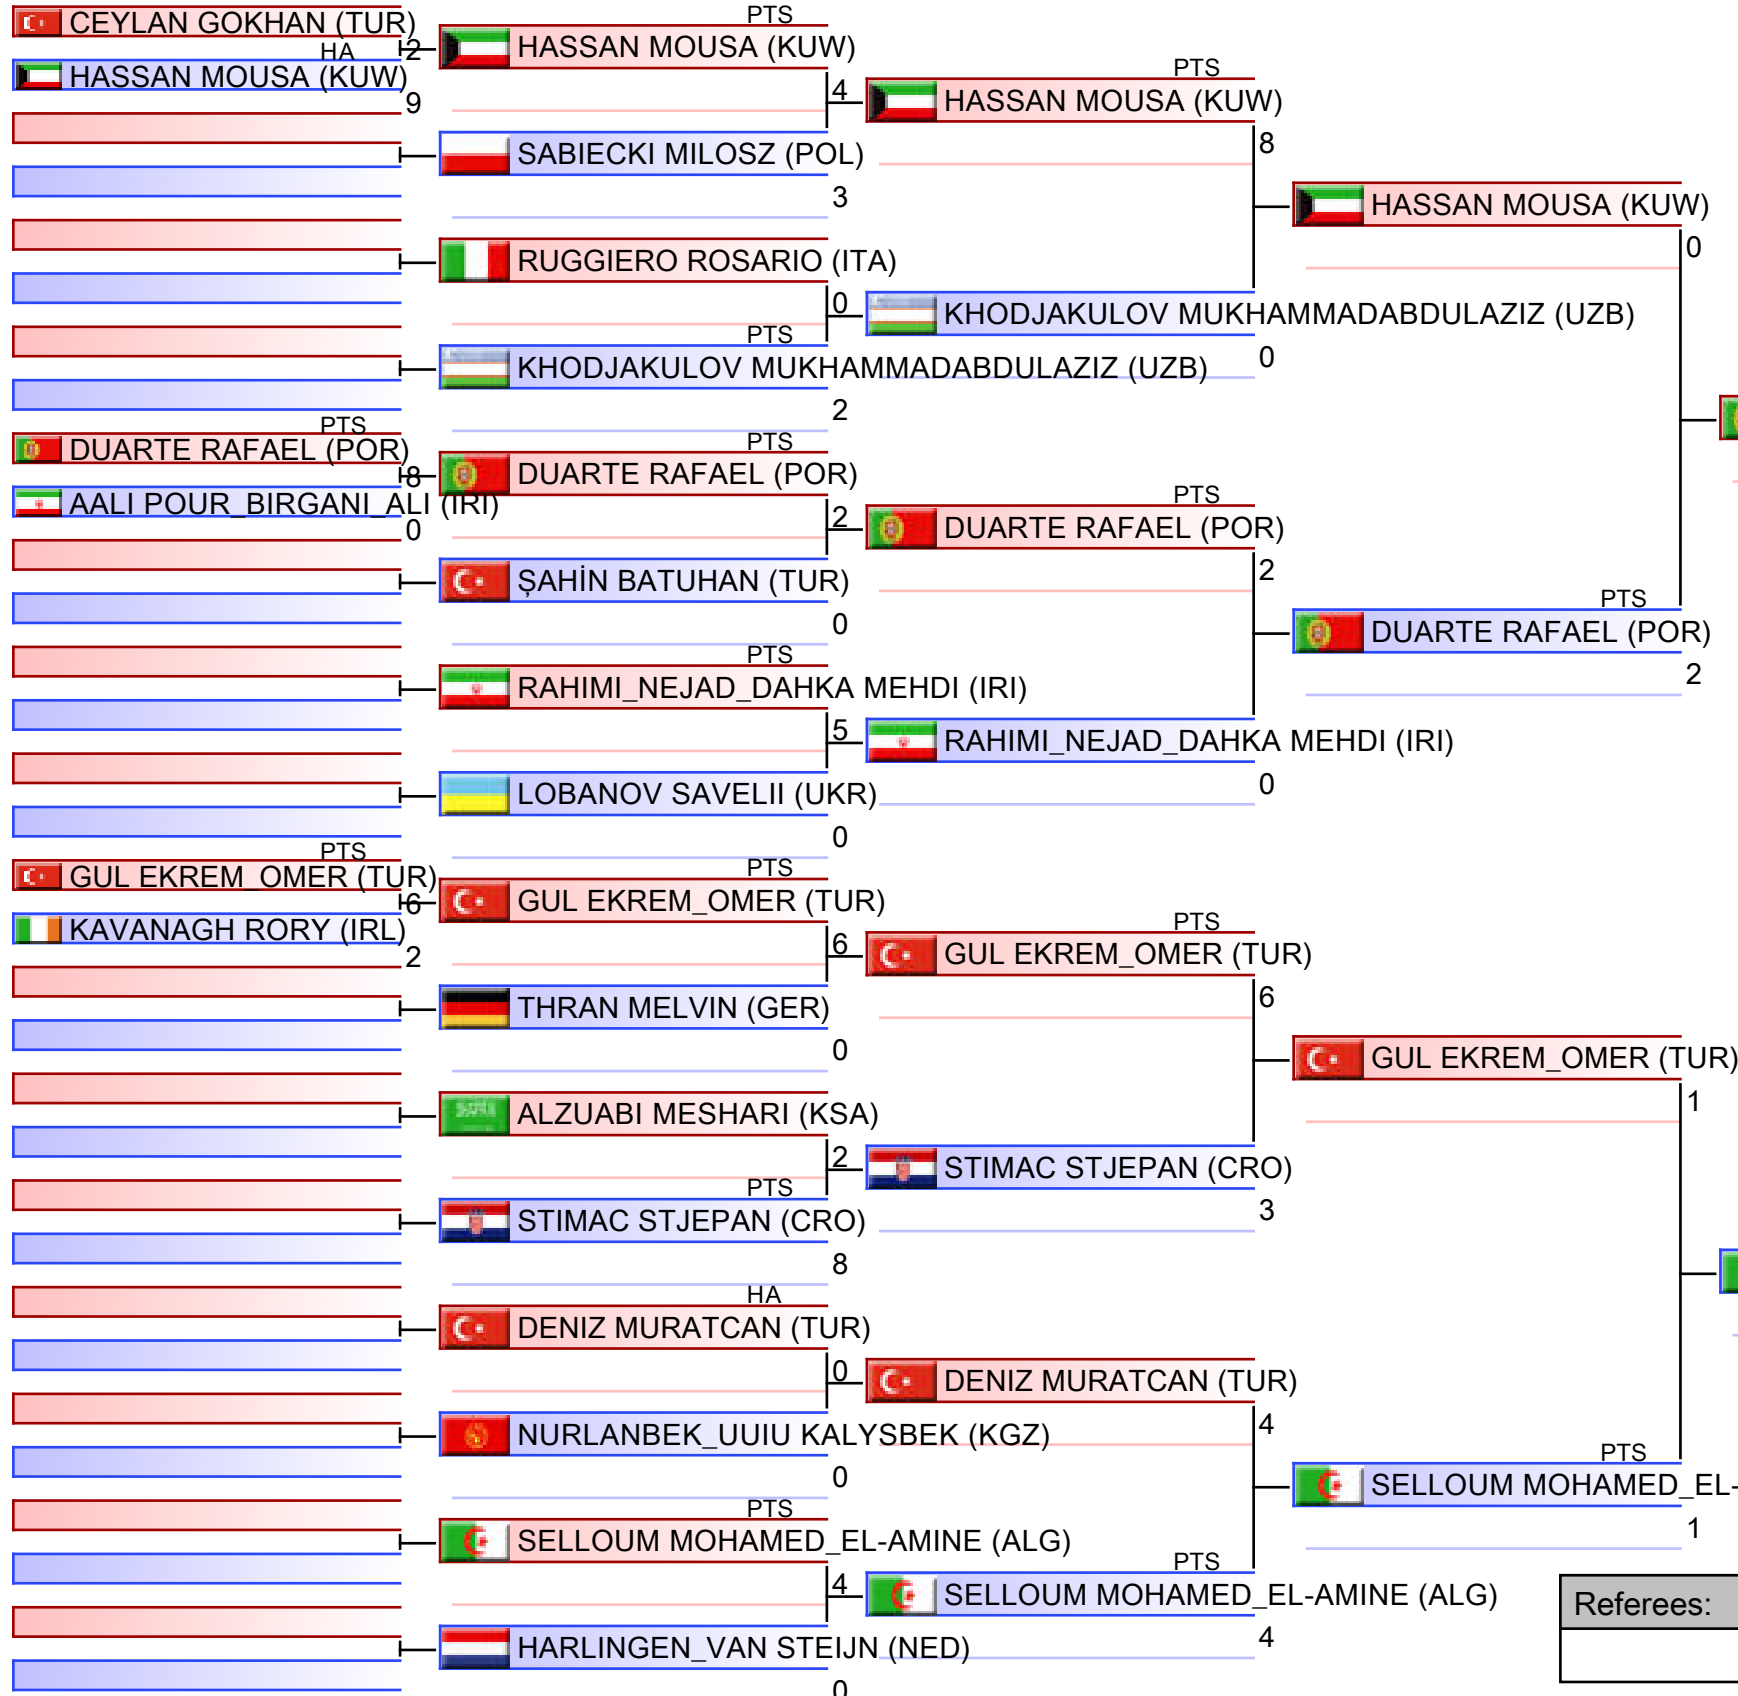 CEYLAN GOKHAN (TUR)
2
HA
HASSAN MOUSA (KUW)
9
PTS
DUARTE RAFAEL (POR)
8
AALI POUR_BIRGANI_ALI (IRI)
0
PTS
GUL EKREM_OMER (TUR)
6
KAVANAGH RORY (IRL)
2
PTS
HASSAN MOUSA (KUW)
4
SABIECKI MILOSZ (POL)
3
RUGGIERO ROSARIO (ITA)
0
PTS
KHODJAKULOV MUKHAMMADABDULAZIZ (UZB)
2
PTS
DUARTE RAFAEL (POR)
2
ŞAHİN BATUHAN (TUR)
0
PTS
RAHIMI_NEJAD_DAHKA MEHDI (IRI)
5
LOBANOV SAVELII (UKR)
0
PTS
GUL EKREM_OMER (TUR)
6
THRAN MELVIN (GER)
0
ALZUABI MESHARI (KSA)
2
PTS
STIMAC STJEPAN (CRO)
8
HA
DENIZ MURATCAN (TUR)
0
NURLANBEK_UUIU KALYSBEK (KGZ)
0
PTS
SELLOUM MOHAMED_EL-AMINE (ALG)
4
HARLINGEN_VAN STEIJN (NED)
0
PTS
HASSAN MOUSA (KUW)
8
KHODJAKULOV MUKHAMMADABDULAZIZ (UZB)
0
PTS
DUARTE RAFAEL (POR)
2
RAHIMI_NEJAD_DAHKA MEHDI (IRI)
0
PTS
GUL EKREM_OMER (TUR)
6
STIMAC STJEPAN (CRO)
3
DENIZ MURATCAN (TUR)
4
PTS
SELLOUM MOHAMED_EL-AMINE (ALG)
4
HASSAN MOUSA (KUW)
0
PTS
DUARTE RAFAEL (POR)
2
GUL EKREM_OMER (TUR)
1
PTS
SELLOUM MOHAMED_EL-
1
Referees: